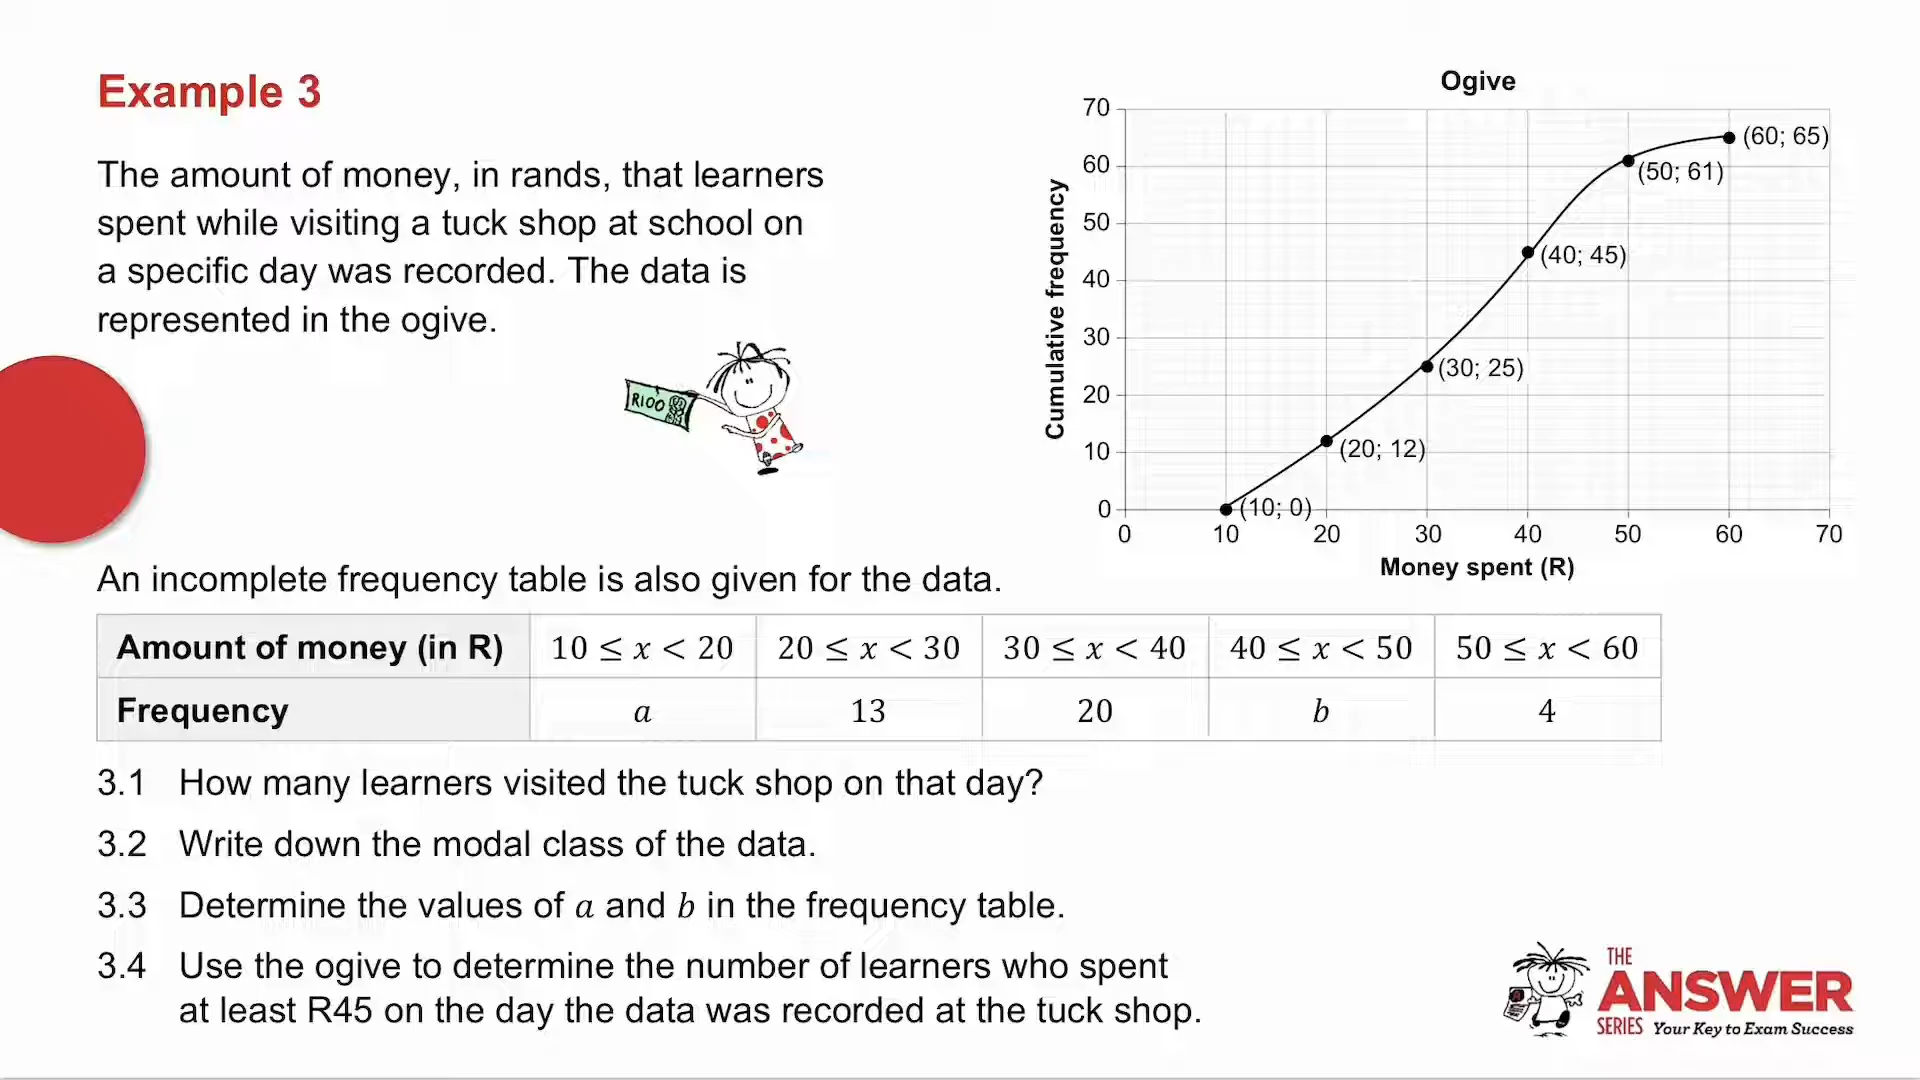 Example 3
The amount of money, in rands, that learners
spent while visiting a tuck shop at school on
a specific day was recorded. The data is
represented in the ogive.
R100
Ogive
Cumulative frequency
70
60
50
40
30
20
10
0
(60; 65)
(50; 61)
(40; 45)
(30; 25)
(20; 12)
(10; 0)
0 10 20 30 40 50 60 70
Money spent (R)
An incomplete frequency table is also given for the data.
Amount of money (in R) 10 ≤ x < 20 20 ≤ x < 30 30 ≤ x < 40 40 ≤ x < 50 50 ≤ x < 60
Frequency a 13 20 b 4
3.1 How many learners visited the tuck shop on that day?
3.2 Write down the modal class of the data.
3.3 Determine the values of a and b in the frequency table.
3.4 Use the ogive to determine the number of learners who spent
at least R45 on the day the data was recorded at the tuck shop.
THE
ANSWER
SERIES Your Key to Exam Success